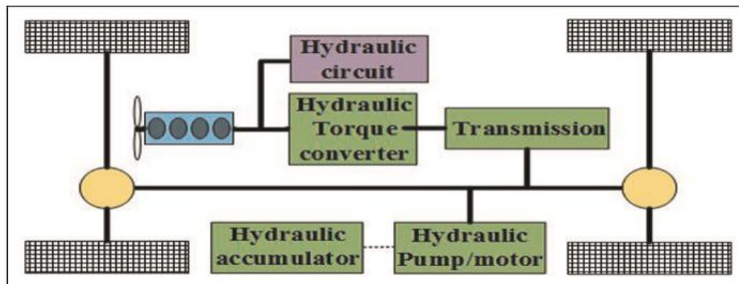 Hydraulic
circuit
Hydraulic
Torque
converter
Transmission
Hydraulic
accumulator
Hydraulic
Pump/motor